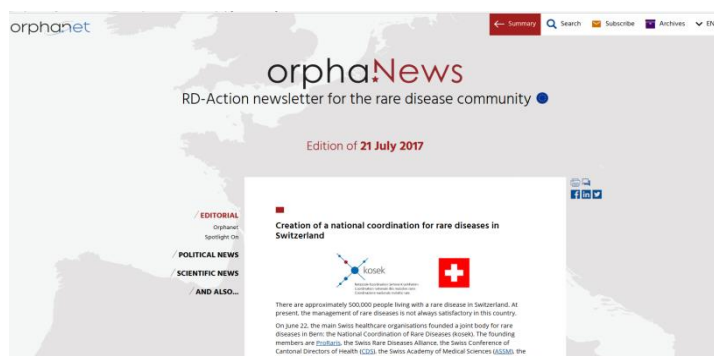 orphanet
← Summary
Search
Subscribe
Archives
EN
orphaNews
RD-Action newsletter for the rare disease community
Edition of 21 July 2017
/ EDITORIAL
Orphanet
Spotlight On
/ POLITICAL NEWS
/ SCIENTIFIC NEWS
/ AND ALSO...
Creation of a national coordination for rare diseases in
Switzerland
kosek
There are approximately 500,000 people living with a rare disease in Switzerland. At
present, the management of rare diseases is not always satisfactory in this country.
On June 22, the main Swiss healthcare organisations founded a joint body for rare
diseases in Bern: the National Coordination of Rare Diseases (kosek). The founding
members are ProRaris, the Swiss Rare Diseases Alliance, the Swiss Conference of
Cantonal Directors of Health (CDS), the Swiss Academy of Medical Sciences (ASSM), the